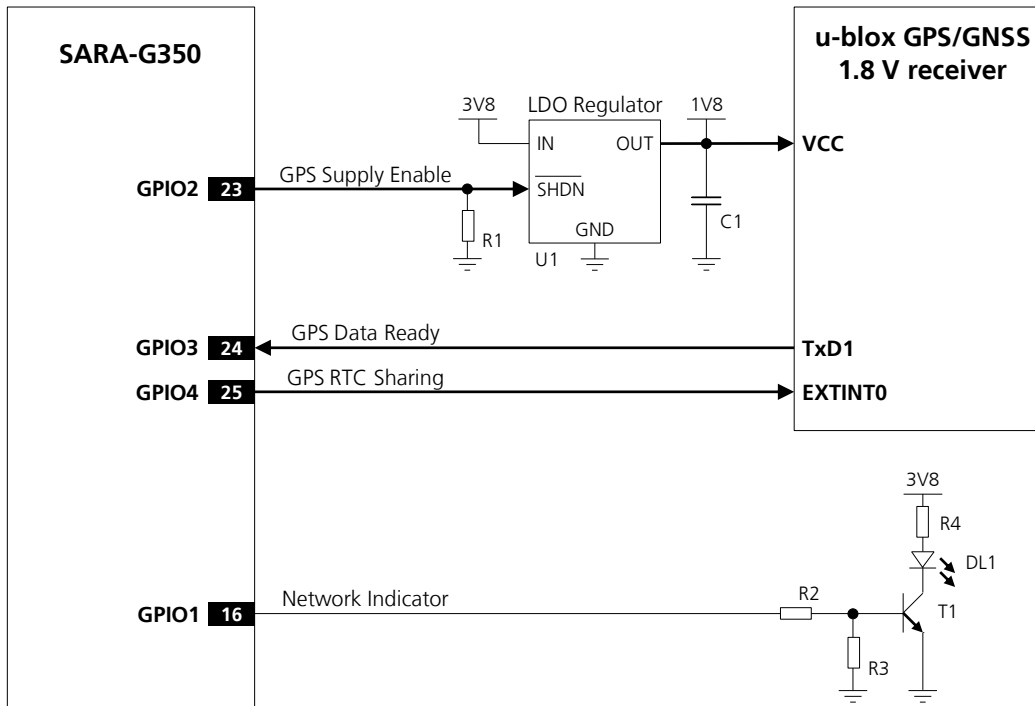 SARA-G350
u-blox GPS/GNSS
1.8 V receiver
3V8
LDO Regulator
1V8
IN
OUT
VCC
GPIO2 23
GPS Supply Enable
SHDN
R1
GND
U1
C1
GPIO3 24
GPS Data Ready
TxD1
GPIO4 25
GPS RTC Sharing
EXTINT0
3V8
R4
DL1
GPIO1 16
Network Indicator
R2
T1
R3